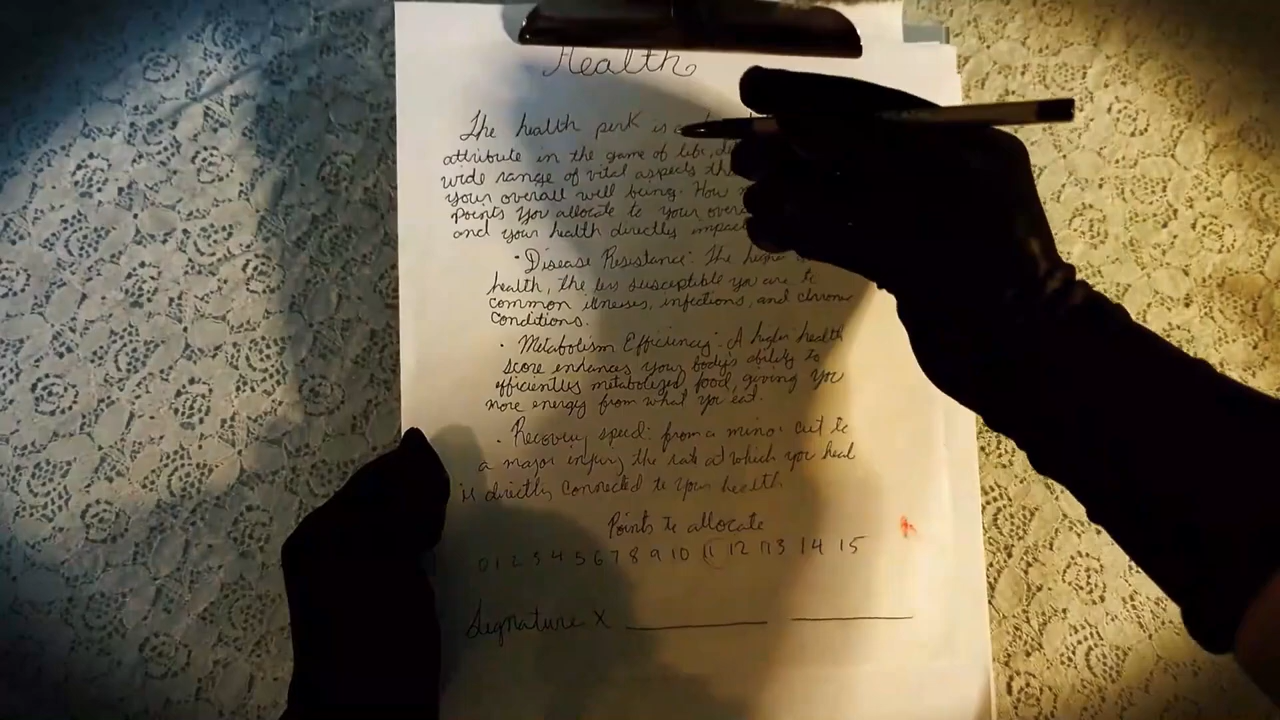 Health
The health perk is a
attribute in the game of life,
wide range of vital aspects
your overall well being. How
points you allocate to your
and your health directly
• Disease Resistance: The
health, the less susceptible you are to
common illnesses, infections, and chronic
conditions.
• Metabolism Efficiency: A higher health
score enhances your body's ability to
efficiently metabolized food, giving you
more energy from what you eat.
• Recovery speed: from a minor cut to
a major injury the rate at which you heal
is directly connected to your health
Points to allocate
0 1 2 3 4 5 6 7 8 9 10 11 12 13 14 15
Signature X